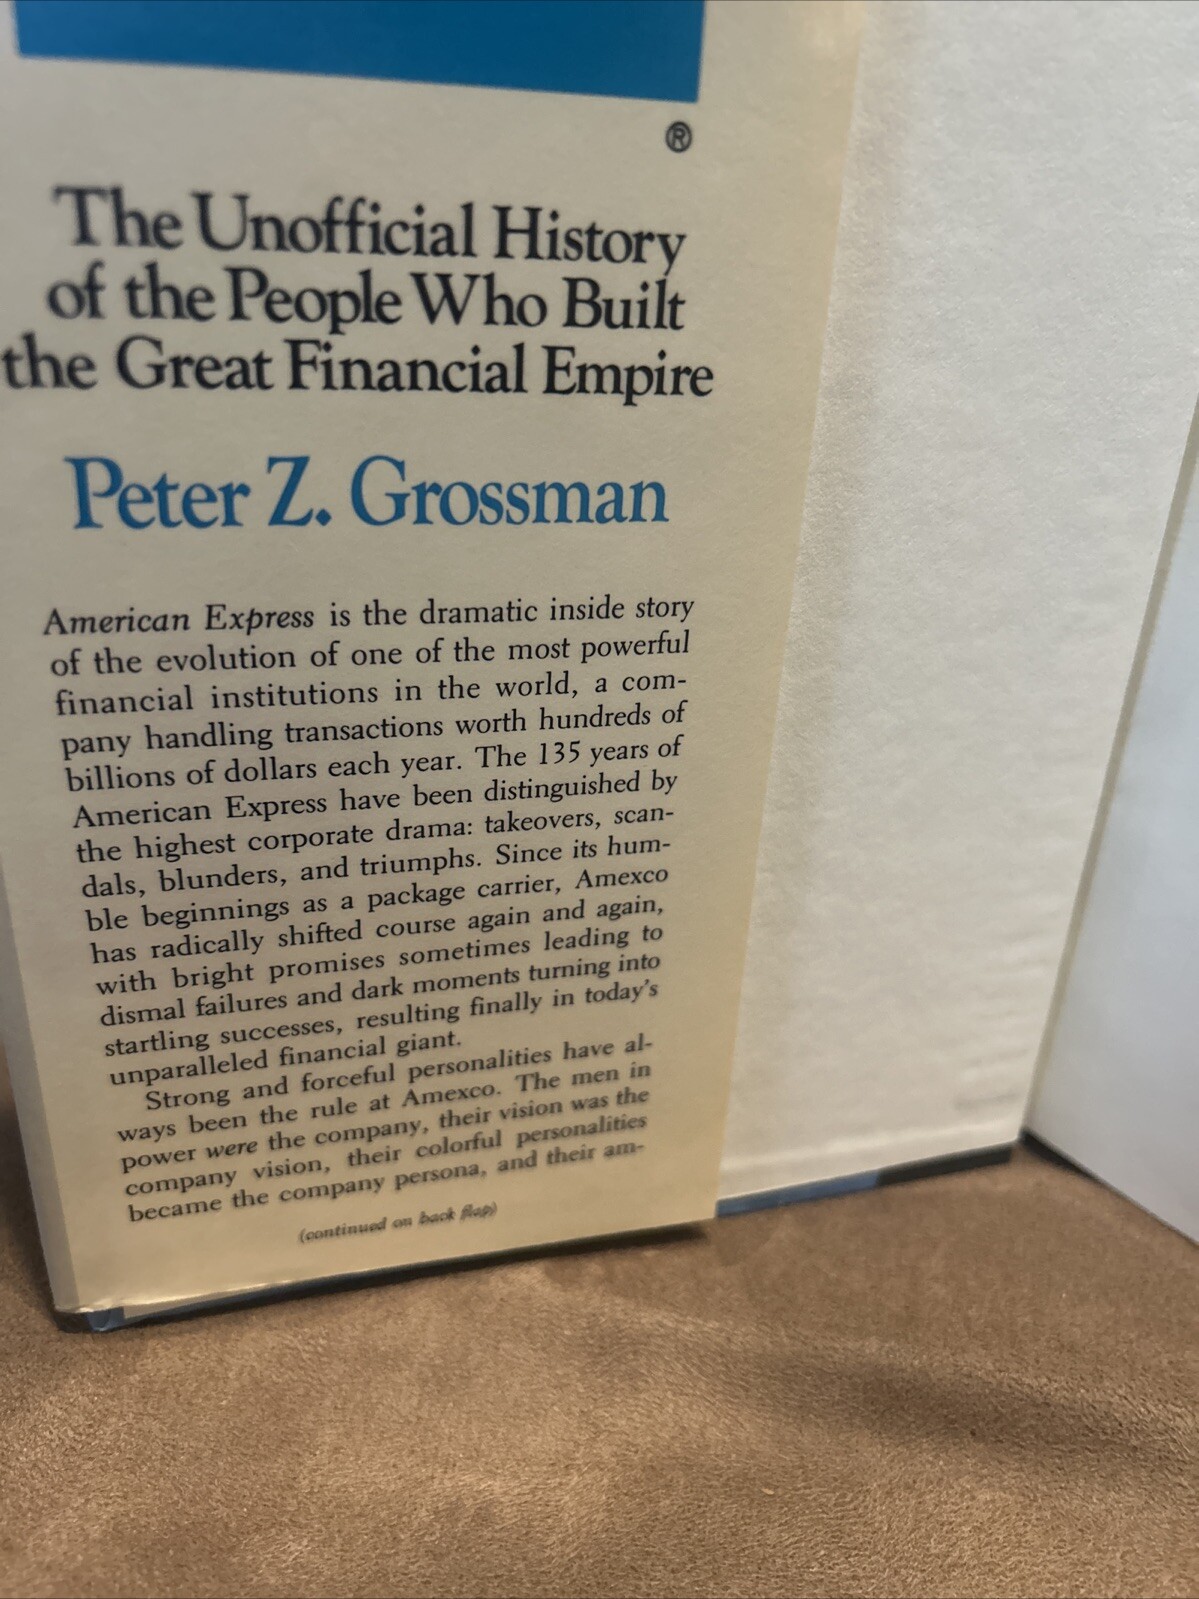 ®
The Unofficial History
of the People Who Built
the Great Financial Empire
Peter Z. Grossman
American Express is the dramatic inside story
of the evolution of one of the most powerful
financial institutions in the world, a com-
pany handling transactions worth hundreds of
billions of dollars each year. The 135 years of
American Express have been distinguished by
the highest corporate drama: takeovers, scan-
dals, blunders, and triumphs. Since its hum-
ble beginnings as a package carrier, Amexco
has radically shifted course again and again,
with bright promises sometimes leading to
dismal failures and dark moments turning into
startling successes, resulting finally in today's
unparalleled financial giant.
Strong and forceful personalities have al-
ways been the rule at Amexco. The men in
power were the company, their vision was the
company vision, their colorful personalities
became the company persona, and their am-
(continued on back flap)